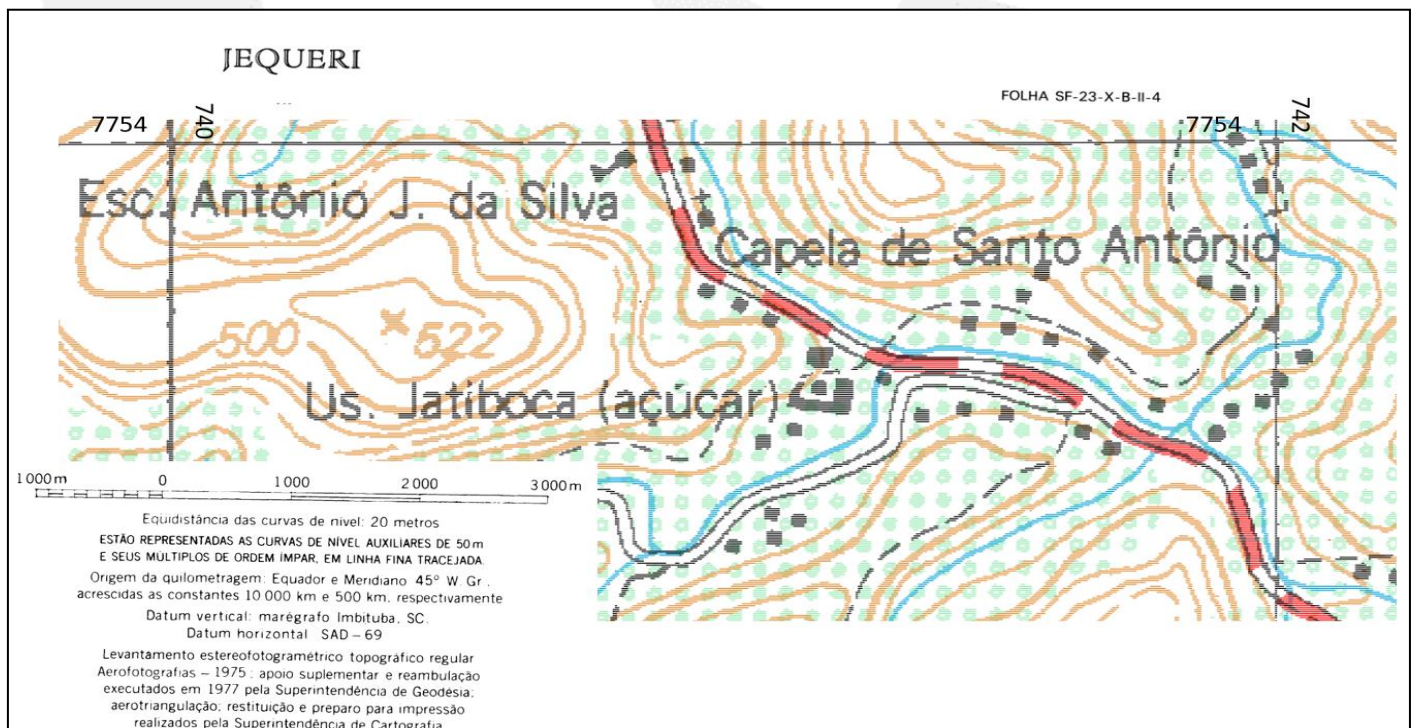 JEQUERI
FOLHA SF-23-X-B-II-4
7754
740
7754
742
Esc. Antônio J. da Silva
Capela de Santo Antônio
500
522
Us. Jatiboca (açúcar)
1000m 0 1000 2000 3000m
Equidistância das curvas de nível: 20 metros
ESTÃO REPRESENTADAS AS CURVAS DE NÍVEL AUXILIARES DE 50m
E SEUS MÚLTIPLOS DE ORDEM ÍMPAR, EM LINHA FINA TRACEJADA.
Origem da quilometragem: Equador e Meridiano 45° W Gr.,
acrescidas as constantes 10 000 km e 500 km, respectivamente
Datum vertical: marégrafo Imbituba, SC.
Datum horizontal SAD – 69
Levantamento estereofotogramétrico topográfico regular
Aerofotografias – 1975; apoio suplementar e reambulação
executados em 1977 pela Superintendência de Geodésia;
aerotriangulação; restituição e preparo para impressão
realizados pela Superintendência de Cartografia